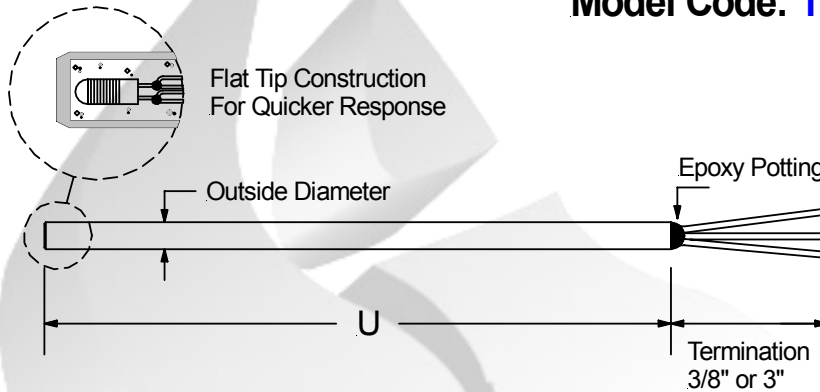 Model Code:
Flat Tip Construction
For Quicker Response
Outside Diameter
Epoxy Potting
U
Termination
3/8" or 3"